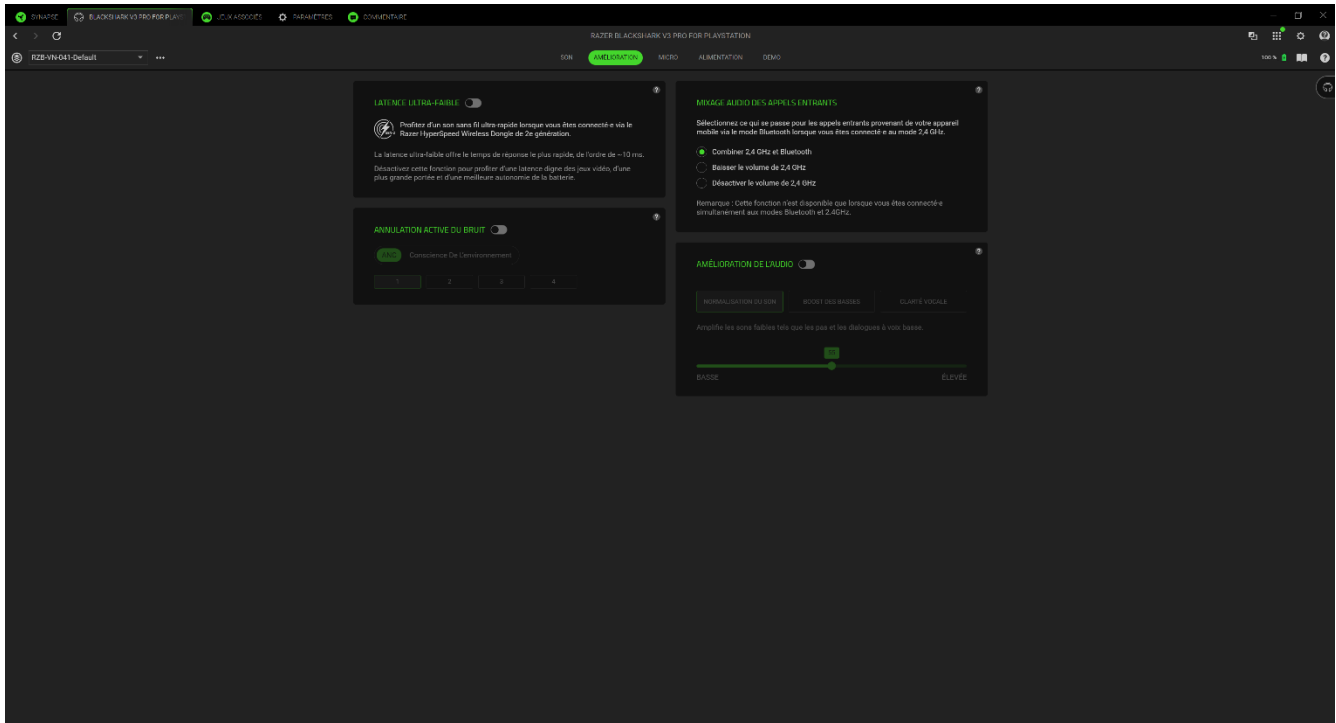 SYNAPSE
BLACKSHARK V3 PRO FOR PLAY
JEUX ASSOCIÉS
PARAMÈTRES
COMMENTAIRE
RAZER BLACKSHARK V3 PRO FOR PLAYSTATION
RZB-VN-041-Default
SON
AMÉLIORATION
MICRO
ALIMENTATION
DÉMO
100 %
LATENCE ULTRA-FAIBLE
Profitez d'un son sans fil ultra-rapide lorsque vous êtes connecté·e via le
Razer HyperSpeed Wireless Dongle de 2e génération.
La latence ultra-faible offre le temps de réponse le plus rapide, de l'ordre de ~10 ms.
Désactivez cette fonction pour profiter d'une latence digne des jeux vidéo, d'une
plus grande portée et d'une meilleure autonomie de la batterie.
ANNULATION ACTIVE DU BRUIT
ANC
Conscience De L'environnement
1
2
3
4
MIXAGE AUDIO DES APPELS ENTRANTS
Sélectionnez ce qui se passe pour les appels entrants provenant de votre appareil
mobile via le mode Bluetooth lorsque vous êtes connecté·e au mode 2,4 GHz.
Combiner 2,4 GHz et Bluetooth
Baisser le volume de 2,4 GHz
Désactiver le volume de 2,4 GHz
Remarque : Cette fonction n'est disponible que lorsque vous êtes connecté·e
simultanément aux modes Bluetooth et 2.4GHz.
AMÉLIORATION DE L'AUDIO
NORMALISATION DU SON
BOOST DES BASSES
CLARTÉ VOCALE
Amplifie les sons faibles tels que les pas et les dialogues à voix basse.
BASSE
ÉLEVÉE